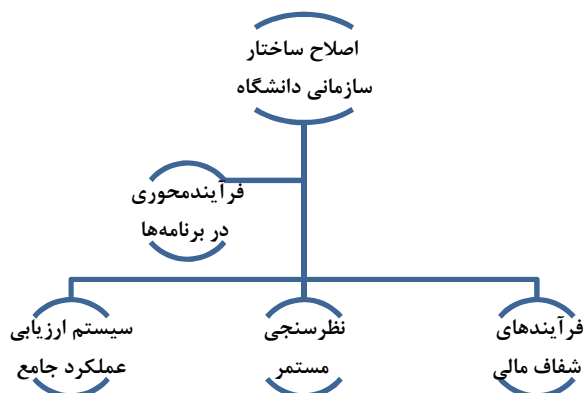 اصلاح ساختار
سازمانی دانشگاه
فرآیندمحوری
در برنامه‌ها
فرآیندهای
شفاف مالی
نظرسنجی
مستمر
سیستم ارزیابی
عملکرد جامع